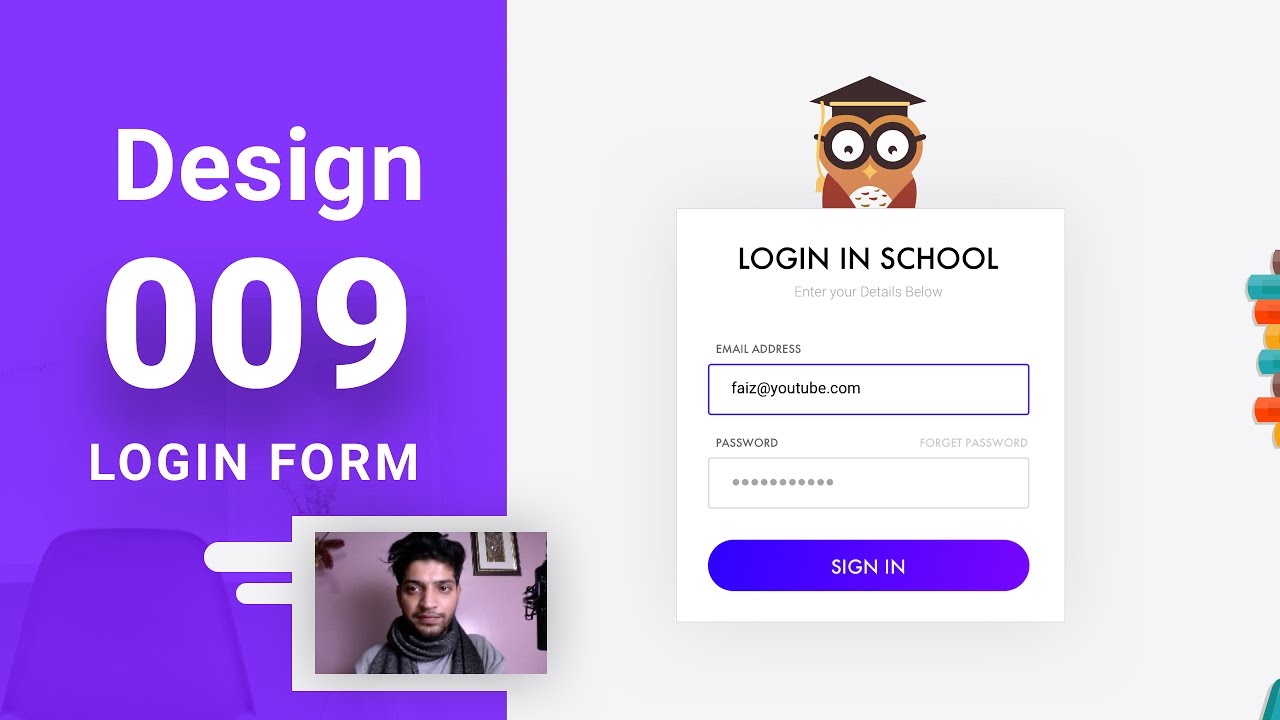 Design
009
LOGIN FORM
LOGIN IN SCHOOL
Enter your Details Below
EMAIL ADDRESS
faiz@youtube.com
PASSWORD FORGET PASSWORD
•••••••••••
SIGN IN